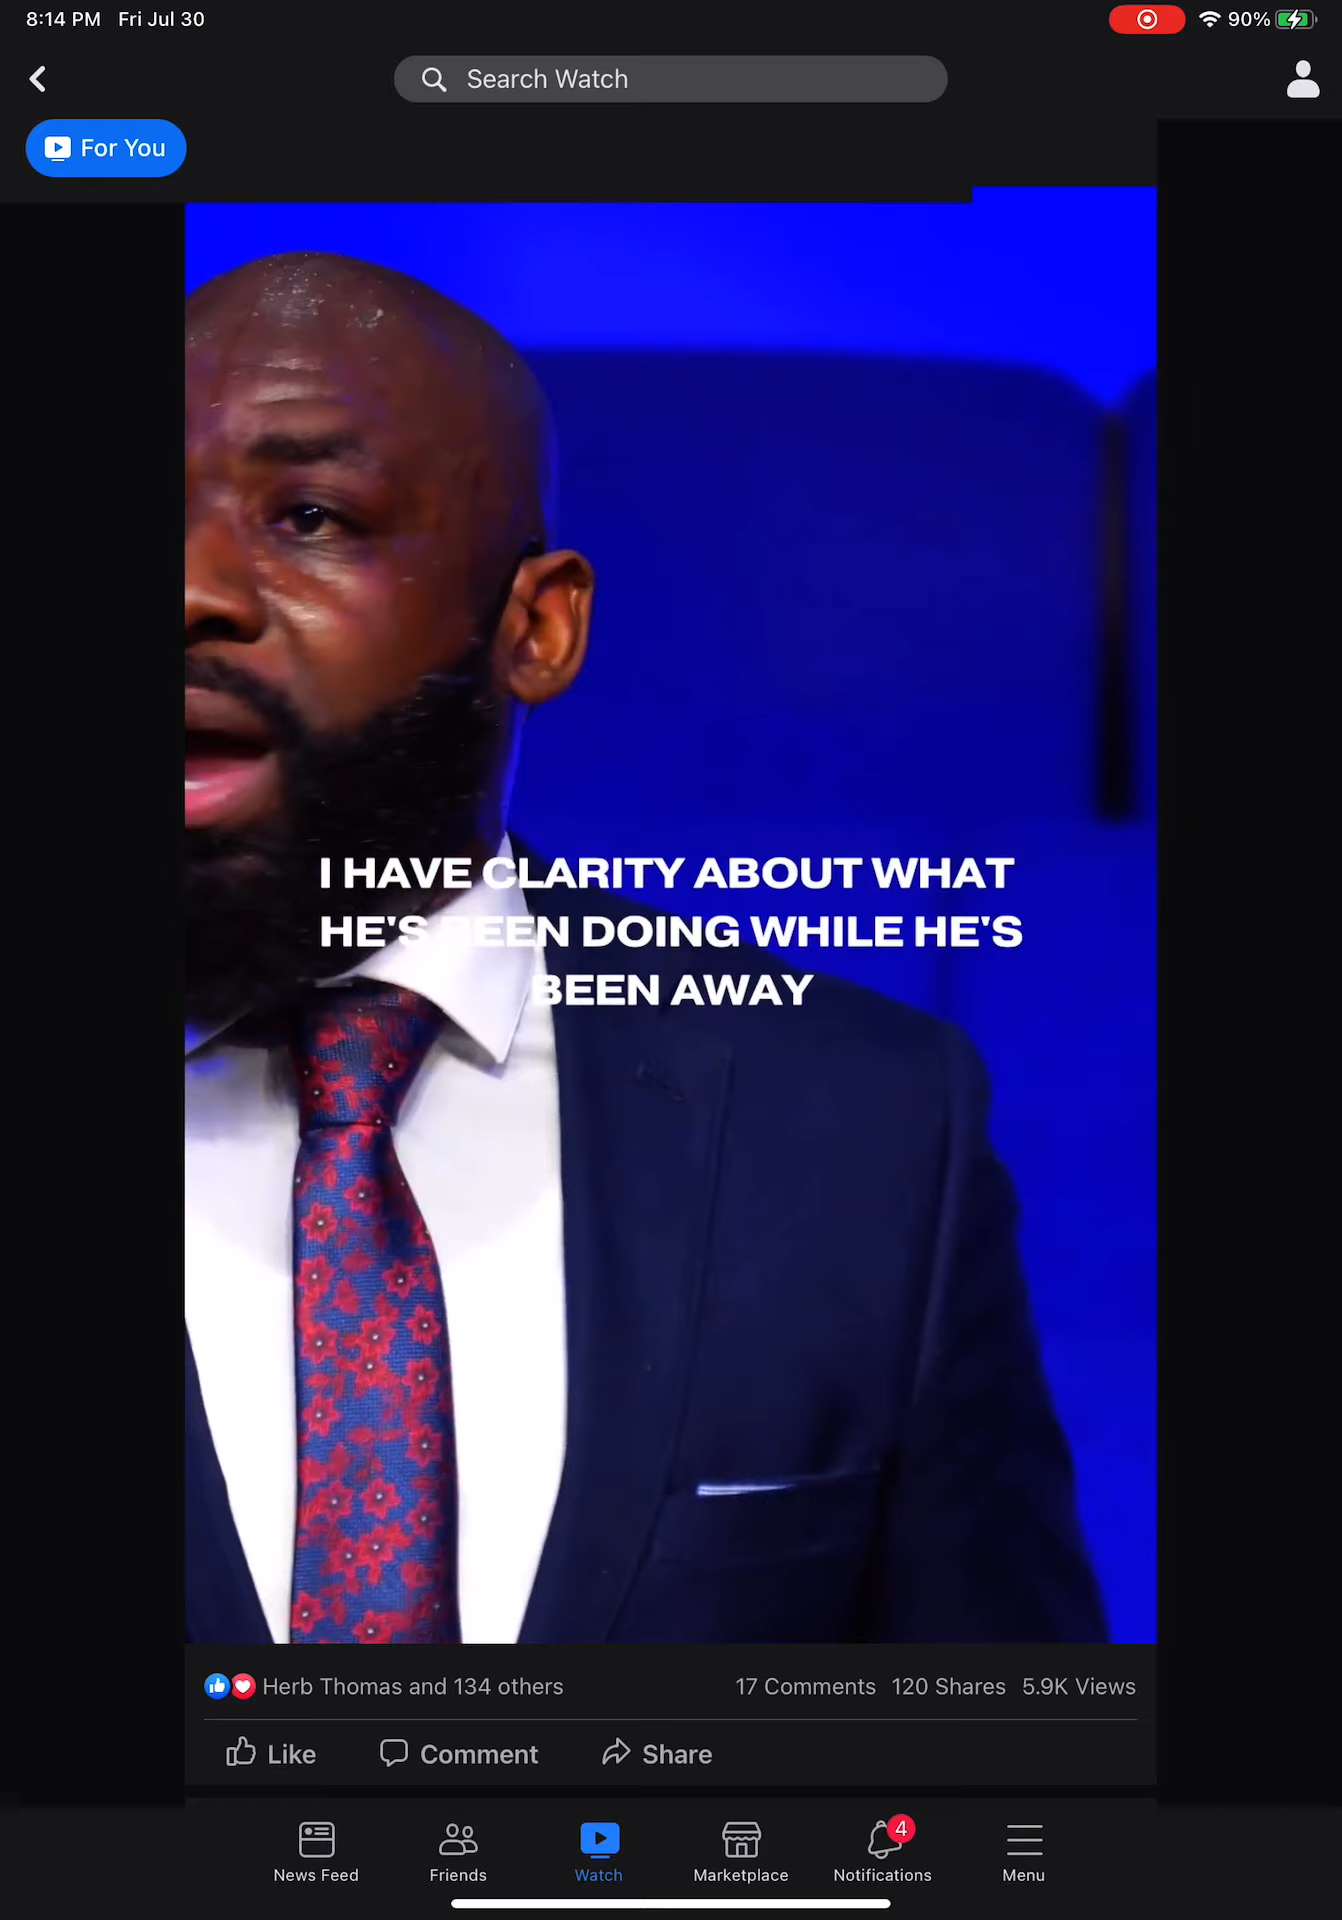 8:14 PM Fri Jul 30
90%
Search Watch
For You
I HAVE CLARITY ABOUT WHAT
HE'S BEEN DOING WHILE HE'S
BEEN AWAY
Herb Thomas and 134 others 17 Comments 120 Shares 5.9K Views
Like Comment Share
4
News Feed Friends Watch Marketplace Notifications Menu